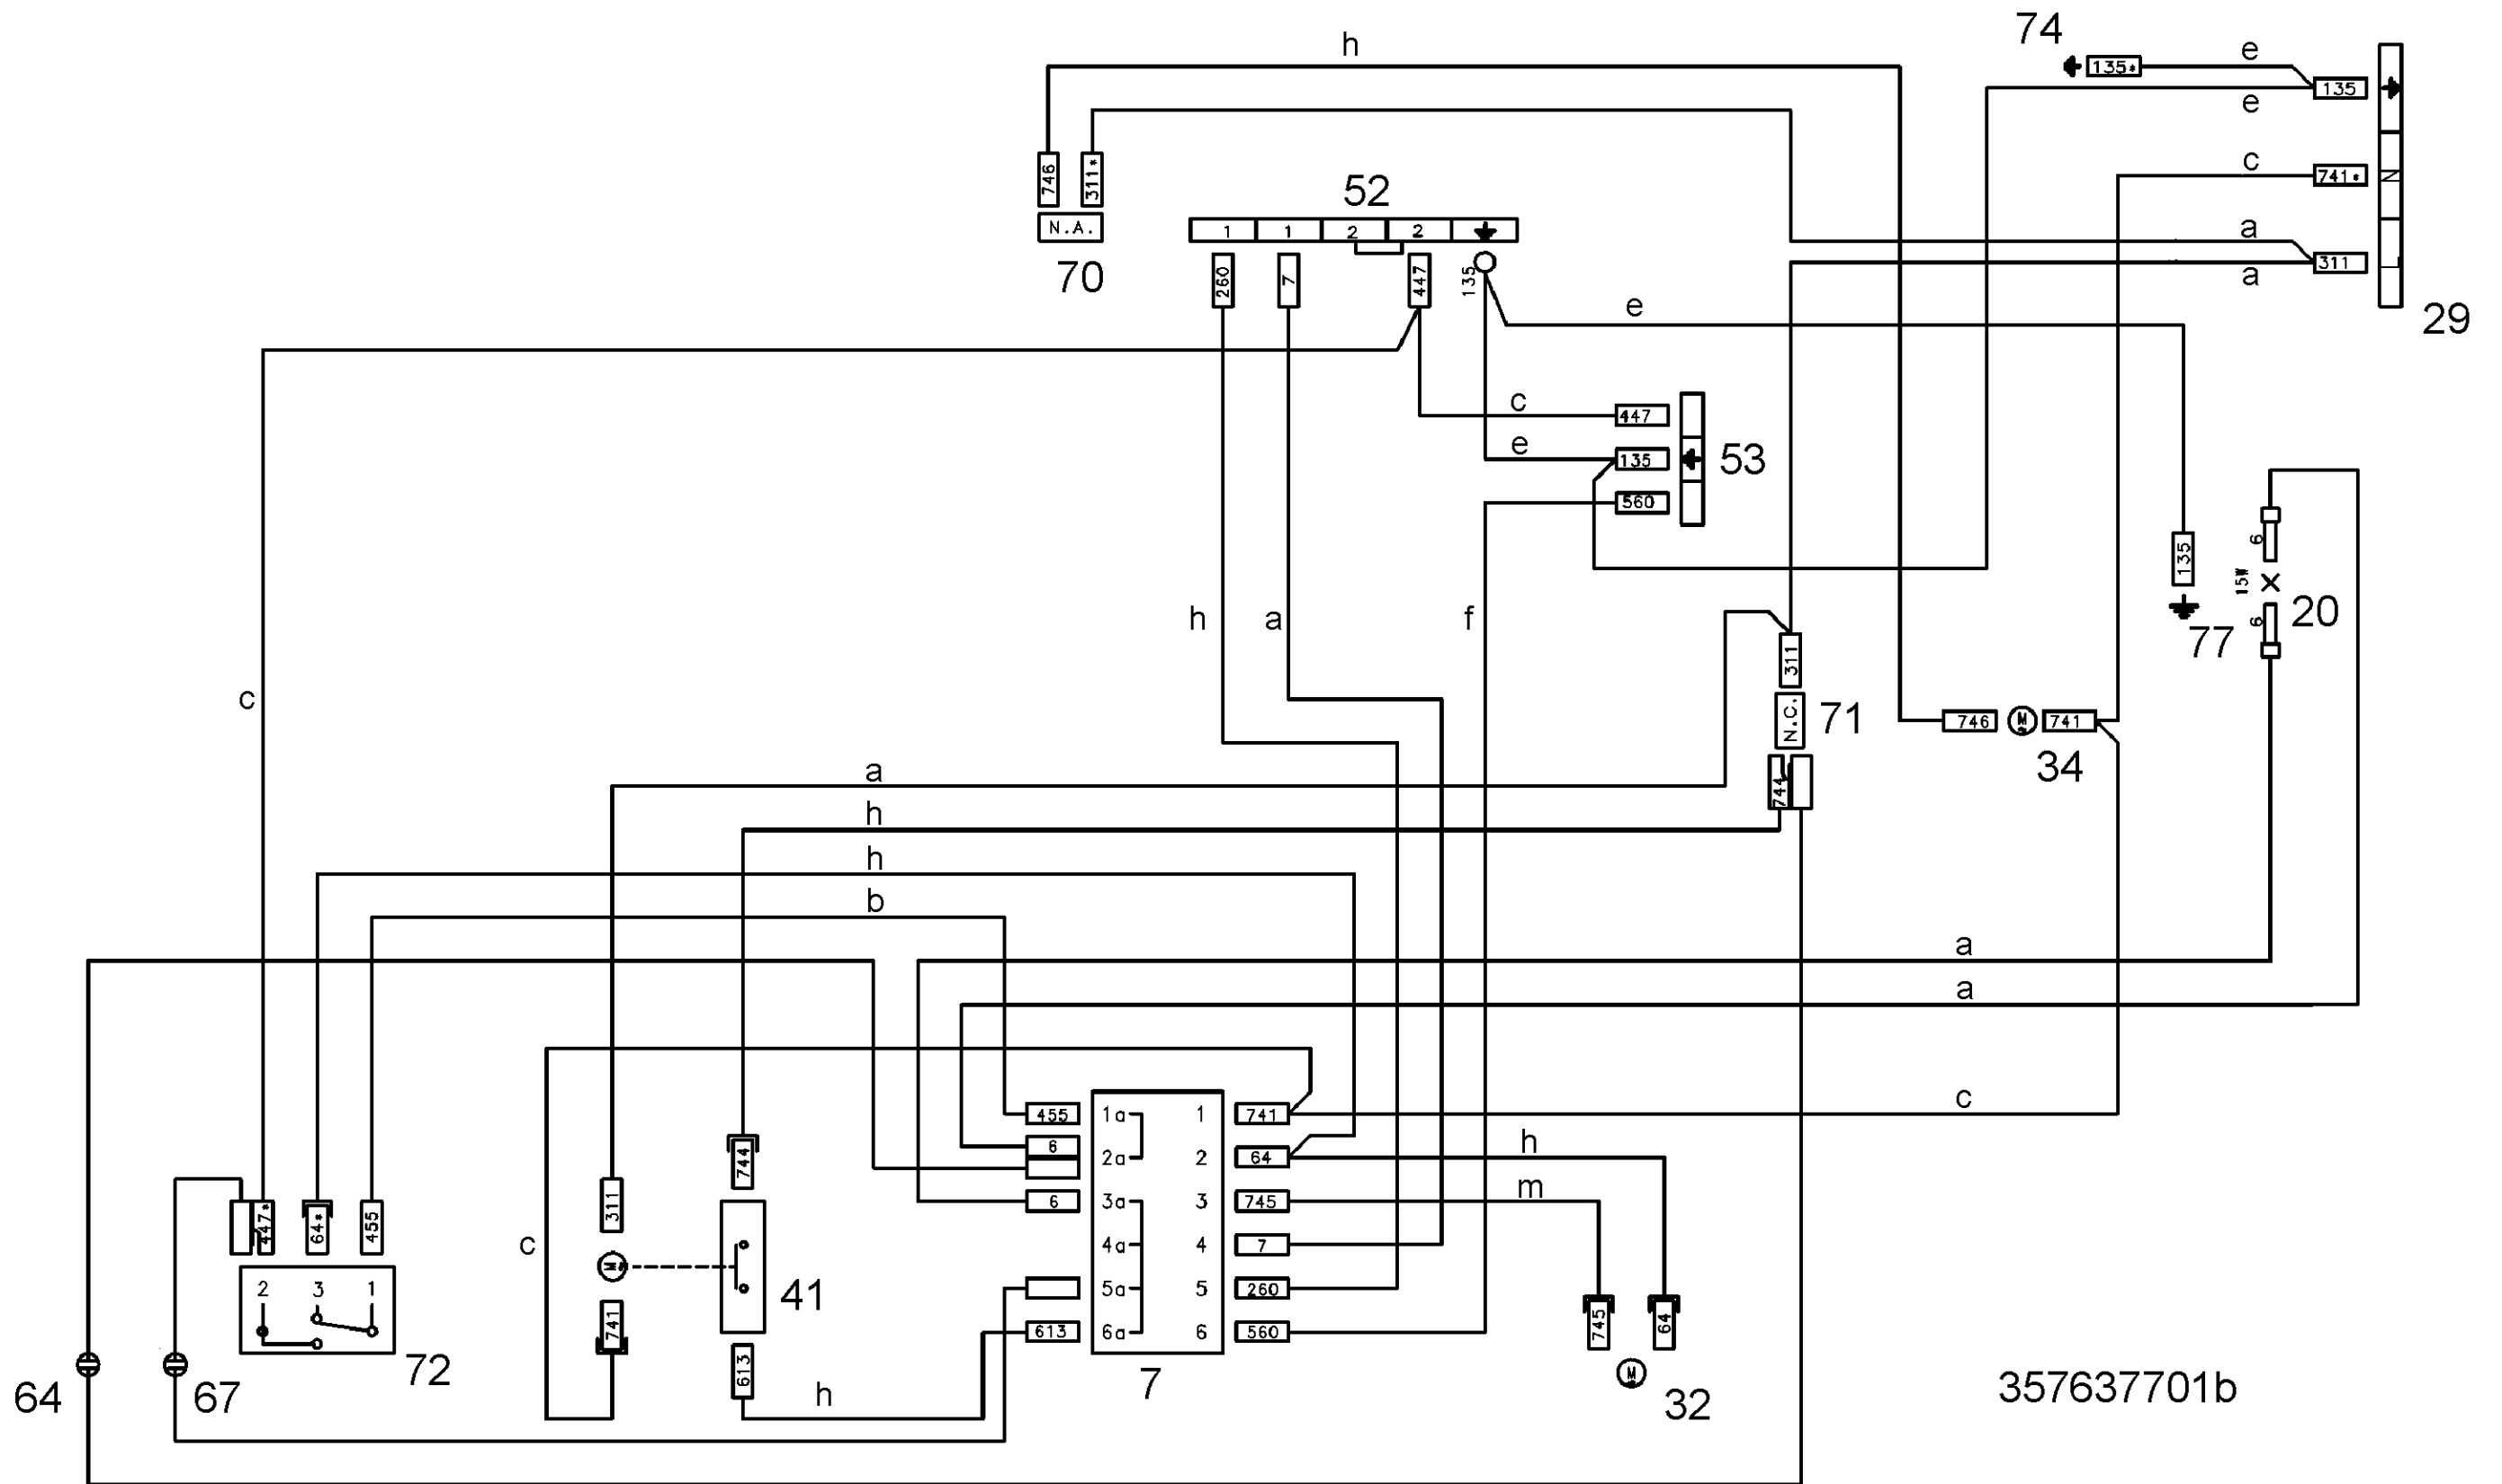 74
h
e
135*
135
e
746
311*
52
c
741*
N
N.A.
1 1 2 2
a
70
260
7
447
135
311
L
a
e
29
c
447
e
135
53
560
6
135
15W
h
a
f
20
6
77
311
c
N.C.
71
746
M
741
34
a
744
h
h
b
a
a
455
1a
1
741
c
744
6
2a
2
64
h
311
6
3a
3
745
m
447*
64*
455
c
4a
4
7
M
2 3 1
41
5a
5
260
741
613
6a
6
560
745
64
613
64
67
72
h
7
M
32
357637701b